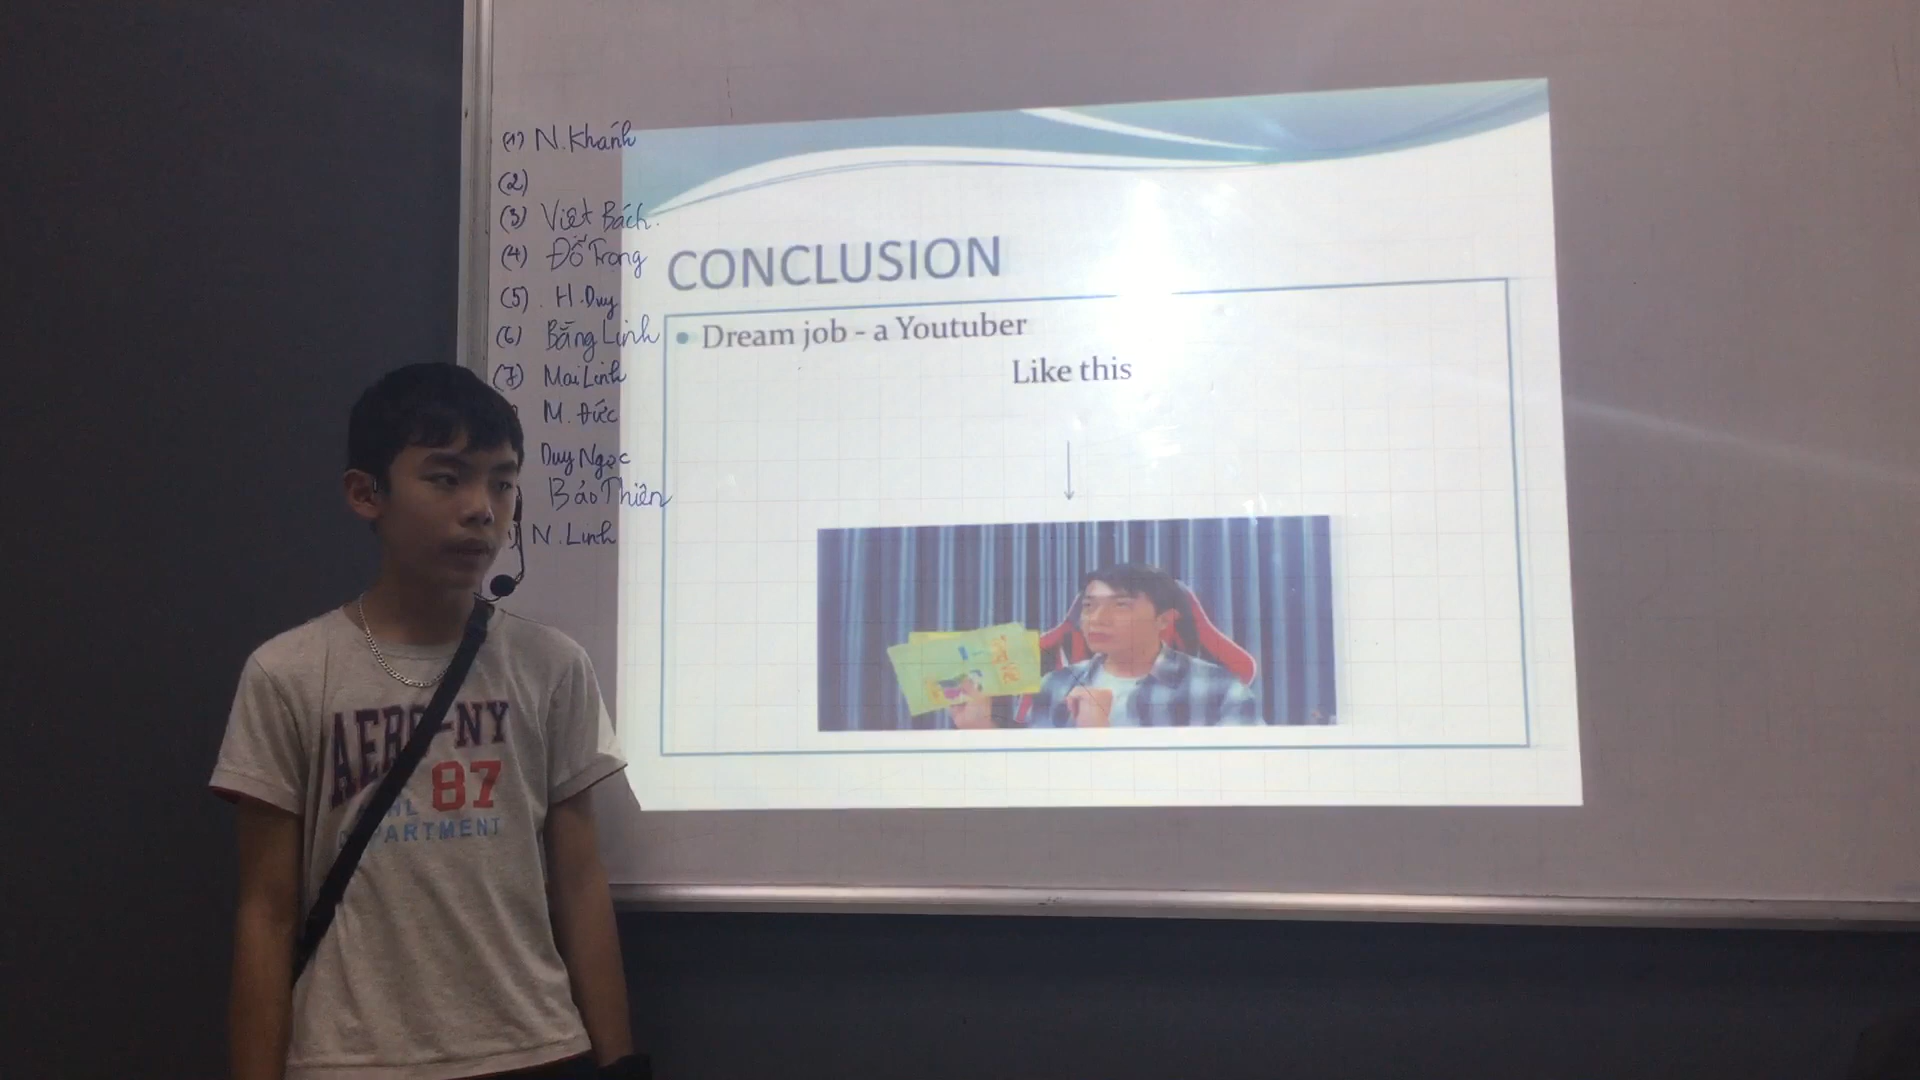 (1) N. Khánh
(2)
(3) Việt Bách.
(4) Đỗ Trọng
(5). H. Duy
(6) Bằng Linh
(7) Mai Linh
M. Đức
Duy Ngọc
Bảo Thiên
) N. Linh
CONCLUSION
• Dream job - a Youtuber
Like this
AERO-NY
87
DEPARTMENT